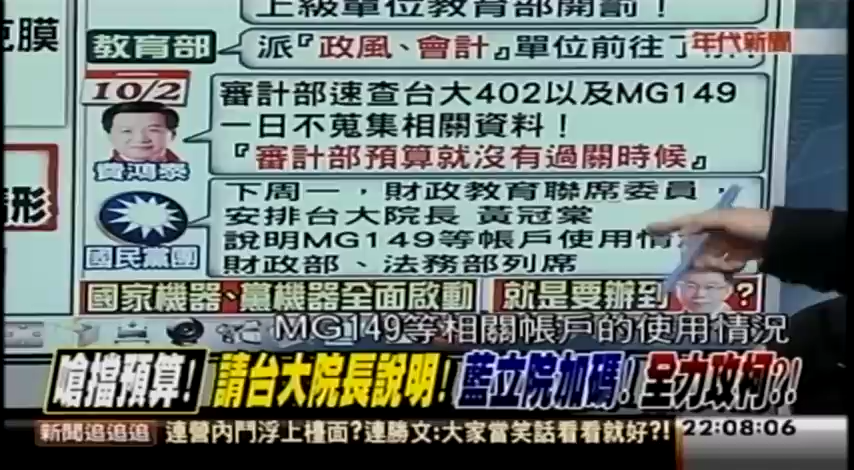 上級單位教育部開罰！
克膜
教育部
派『政風、會計』單位前往了
年代新聞
10/2
審計部速查台大402以及MG149
一日不蒐集相關資料！
『審計部預算就沒有過關時候』
費鴻泰
情形
下周一，財政教育聯席委員，
安排台大院長 黃冠棠
說明MG149等帳戶使用情
財政部、法務部列席
國民黨團
國家機器、黨機器全面啟動
就是要辦到
?
MG149等相關帳戶的使用情況
嗆擋預算!
請台大院長說明!
藍立院加碼!
全力攻柯?!
新聞追追追
連營內鬥浮上檯面?連勝文:大家當笑話看看就好?!
22:08:06